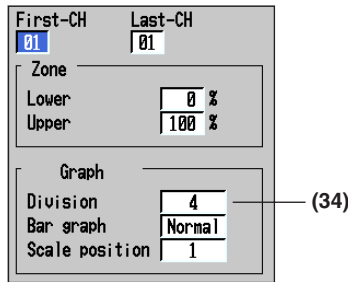 First-CH Last-CH
01 01
Zone
Lower 0 %
Upper 100 %
Graph
Division 4 (34)
Bar graph Normal
Scale position 1